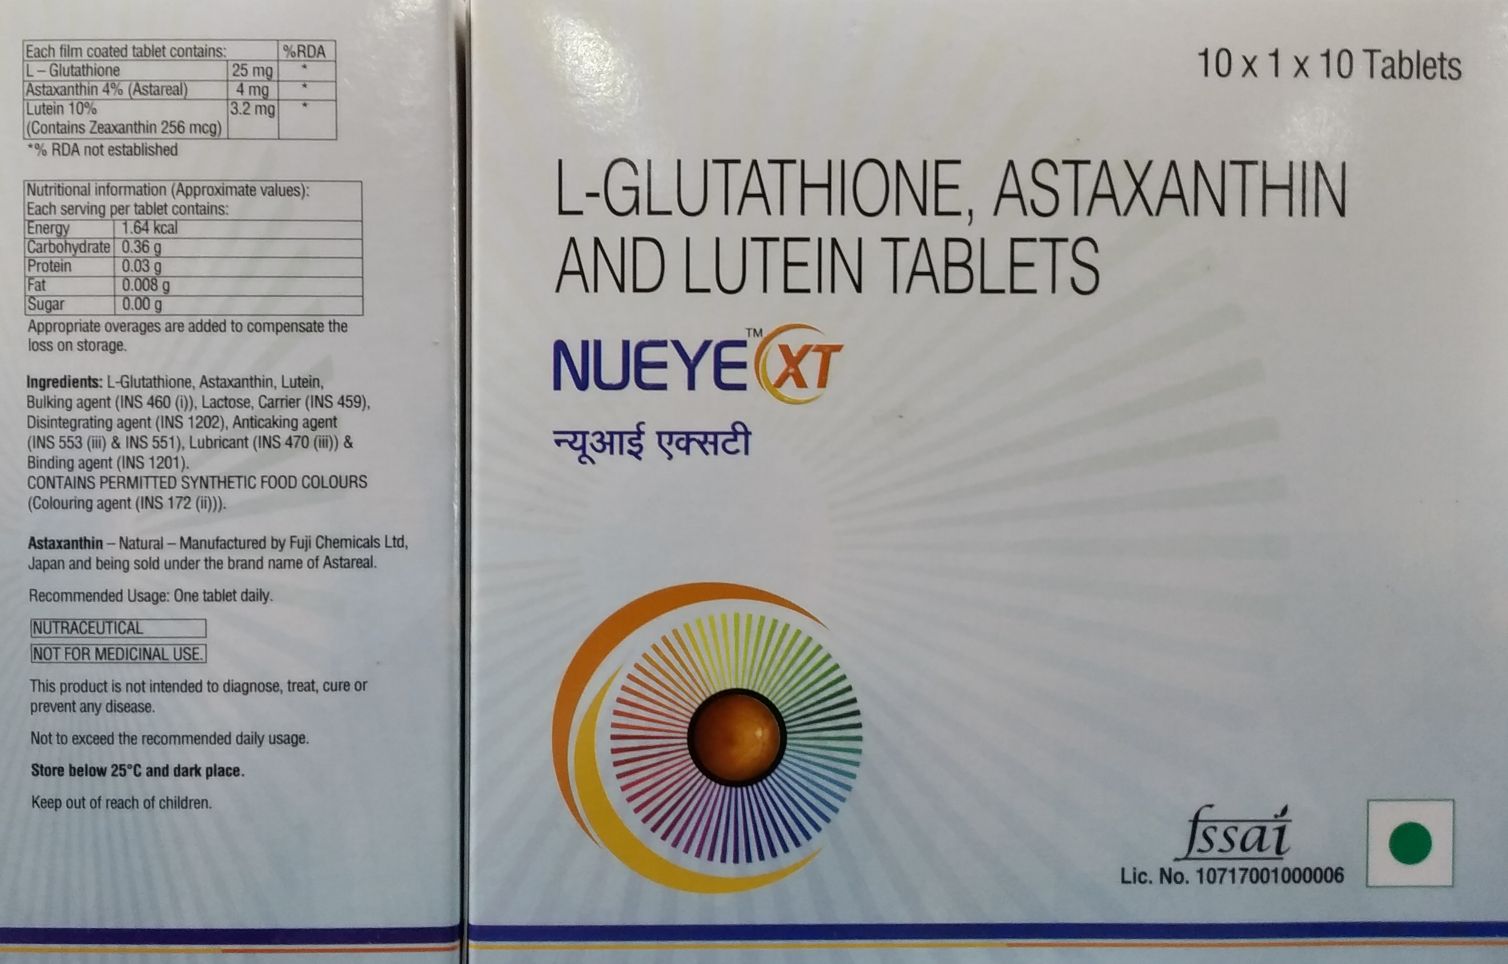 Each film coated tablet contains: %RDA
L – Glutathione 25 mg *
Astaxanthin 4% (Astareal) 4 mg *
Lutein 10% 3.2 mg *
(Contains Zeaxanthin 256 mcg)
*% RDA not established
Nutritional information (Approximate values):
Each serving per tablet contains:
Energy 1.64 kcal
Carbohydrate 0.36 g
Protein 0.03 g
Fat 0.008 g
Sugar 0.00 g
Appropriate overages are added to compensate the
loss on storage.
Ingredients: L-Glutathione, Astaxanthin, Lutein,
Bulking agent (INS 460 (i)), Lactose, Carrier (INS 459),
Disintegrating agent (INS 1202), Anticaking agent
(INS 553 (iii) & INS 551), Lubricant (INS 470 (iii)) &
Binding agent (INS 1201).
CONTAINS PERMITTED SYNTHETIC FOOD COLOURS
(Colouring agent (INS 172 (ii))).
Astaxanthin – Natural – Manufactured by Fuji Chemicals Ltd,
Japan and being sold under the brand name of Astareal.
Recommended Usage: One tablet daily.
NUTRACEUTICAL
NOT FOR MEDICINAL USE.
This product is not intended to diagnose, treat, cure or
prevent any disease.
Not to exceed the recommended daily usage.
Store below 25°C and dark place.
Keep out of reach of children.
10 x 1 x 10 Tablets
L-GLUTATHIONE, ASTAXANTHIN
AND LUTEIN TABLETS
NUEYE™ XT
न्यूआई एक्सटी
fssai
Lic. No. 10717001000006